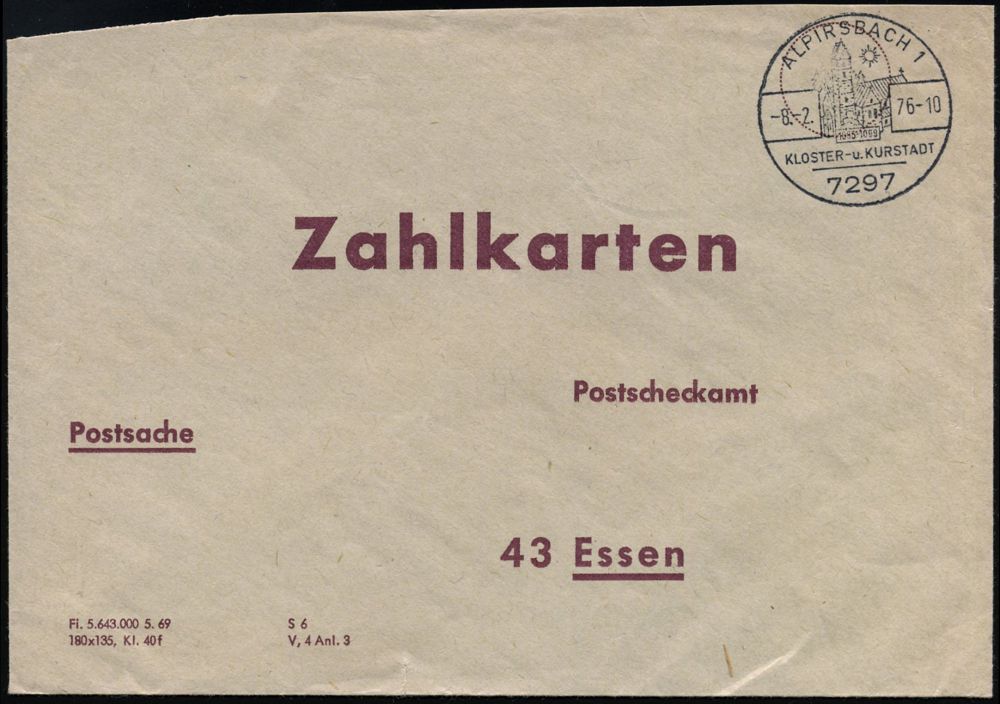 ALPIRSBACH 1
-8.-2. 76-10
1095-1099
KLOSTER-u.KURSTADT
7297
Zahlkarten
Postscheckamt
Postsache
43 Essen
Fi. 5.643.000 5. 69
180x135, Kl. 40f
S 6
V, 4 Anl. 3